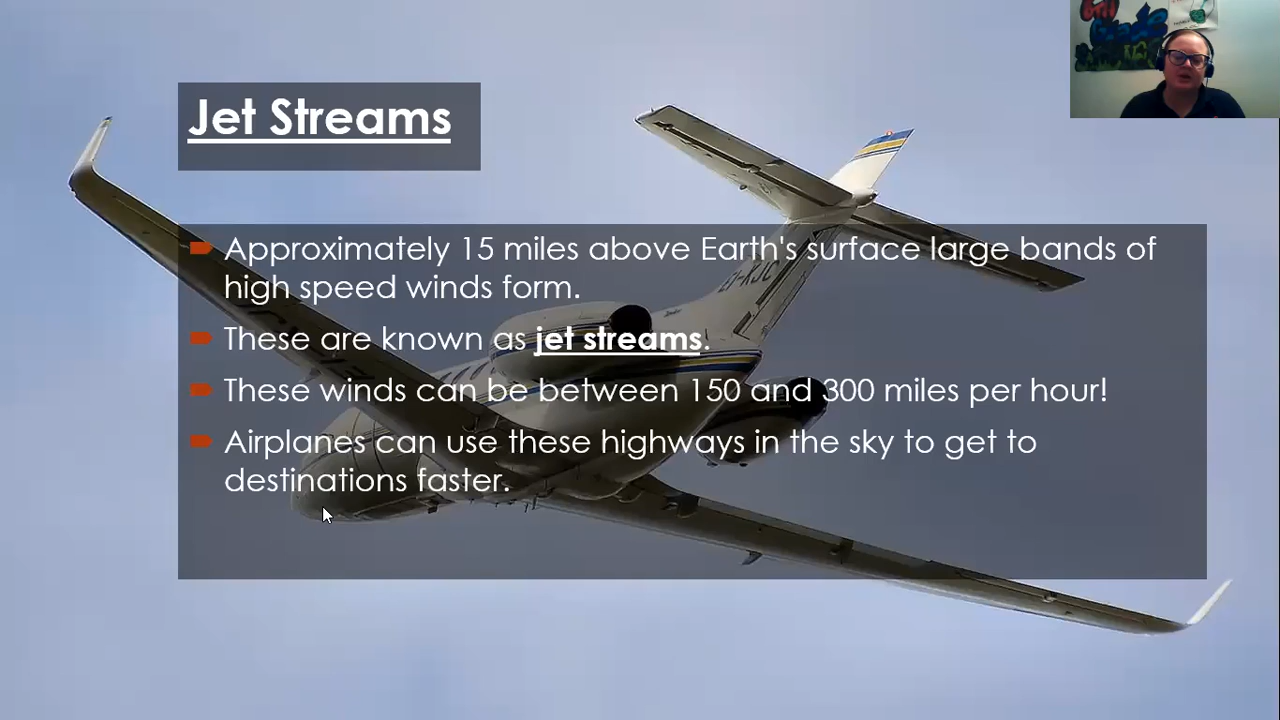 Jet Streams
Approximately 15 miles above Earth's surface large bands of
high speed winds form.
These are known as jet streams.
These winds can be between 150 and 300 miles per hour!
Airplanes can use these highways in the sky to get to
destinations faster.